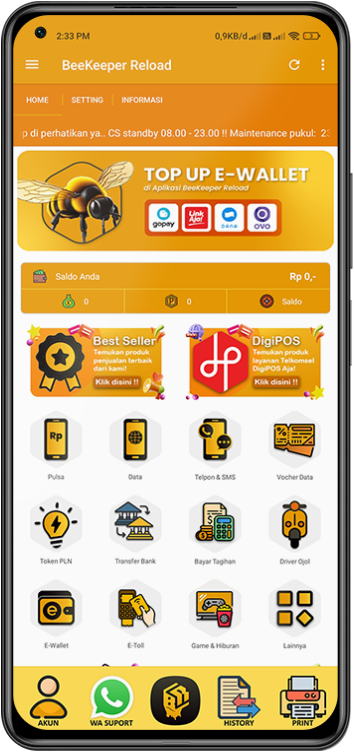 2:33 PM 0,9KB/d
BeeKeeper Reload
HOME SETTING INFORMASI
p di perhatikan ya.. CS standby 08.00 - 23.00 !! Maintenance pukul: 23
TOP UP E-WALLET
di Aplikasi BeeKeeper Reload
gopay LinkAja! DANA OVO
Saldo Anda Rp 0,-
0 0 Saldo
Best Seller
Temukan produk
penjualan terbaik
dari kami!
Klik disini !!
DigiPOS
Temukan produk
layanan Telkomsel
DigiPOS Aja!
Klik disini !!
Rp
Pulsa Data Telpon & SMS Vocher Data
Token PLN Transfer Bank Bayar Tagihan Driver Ojol
E-Wallet E-Toll Game & Hiburan Lainnya
AKUN WA SUPORT HISTORY PRINT